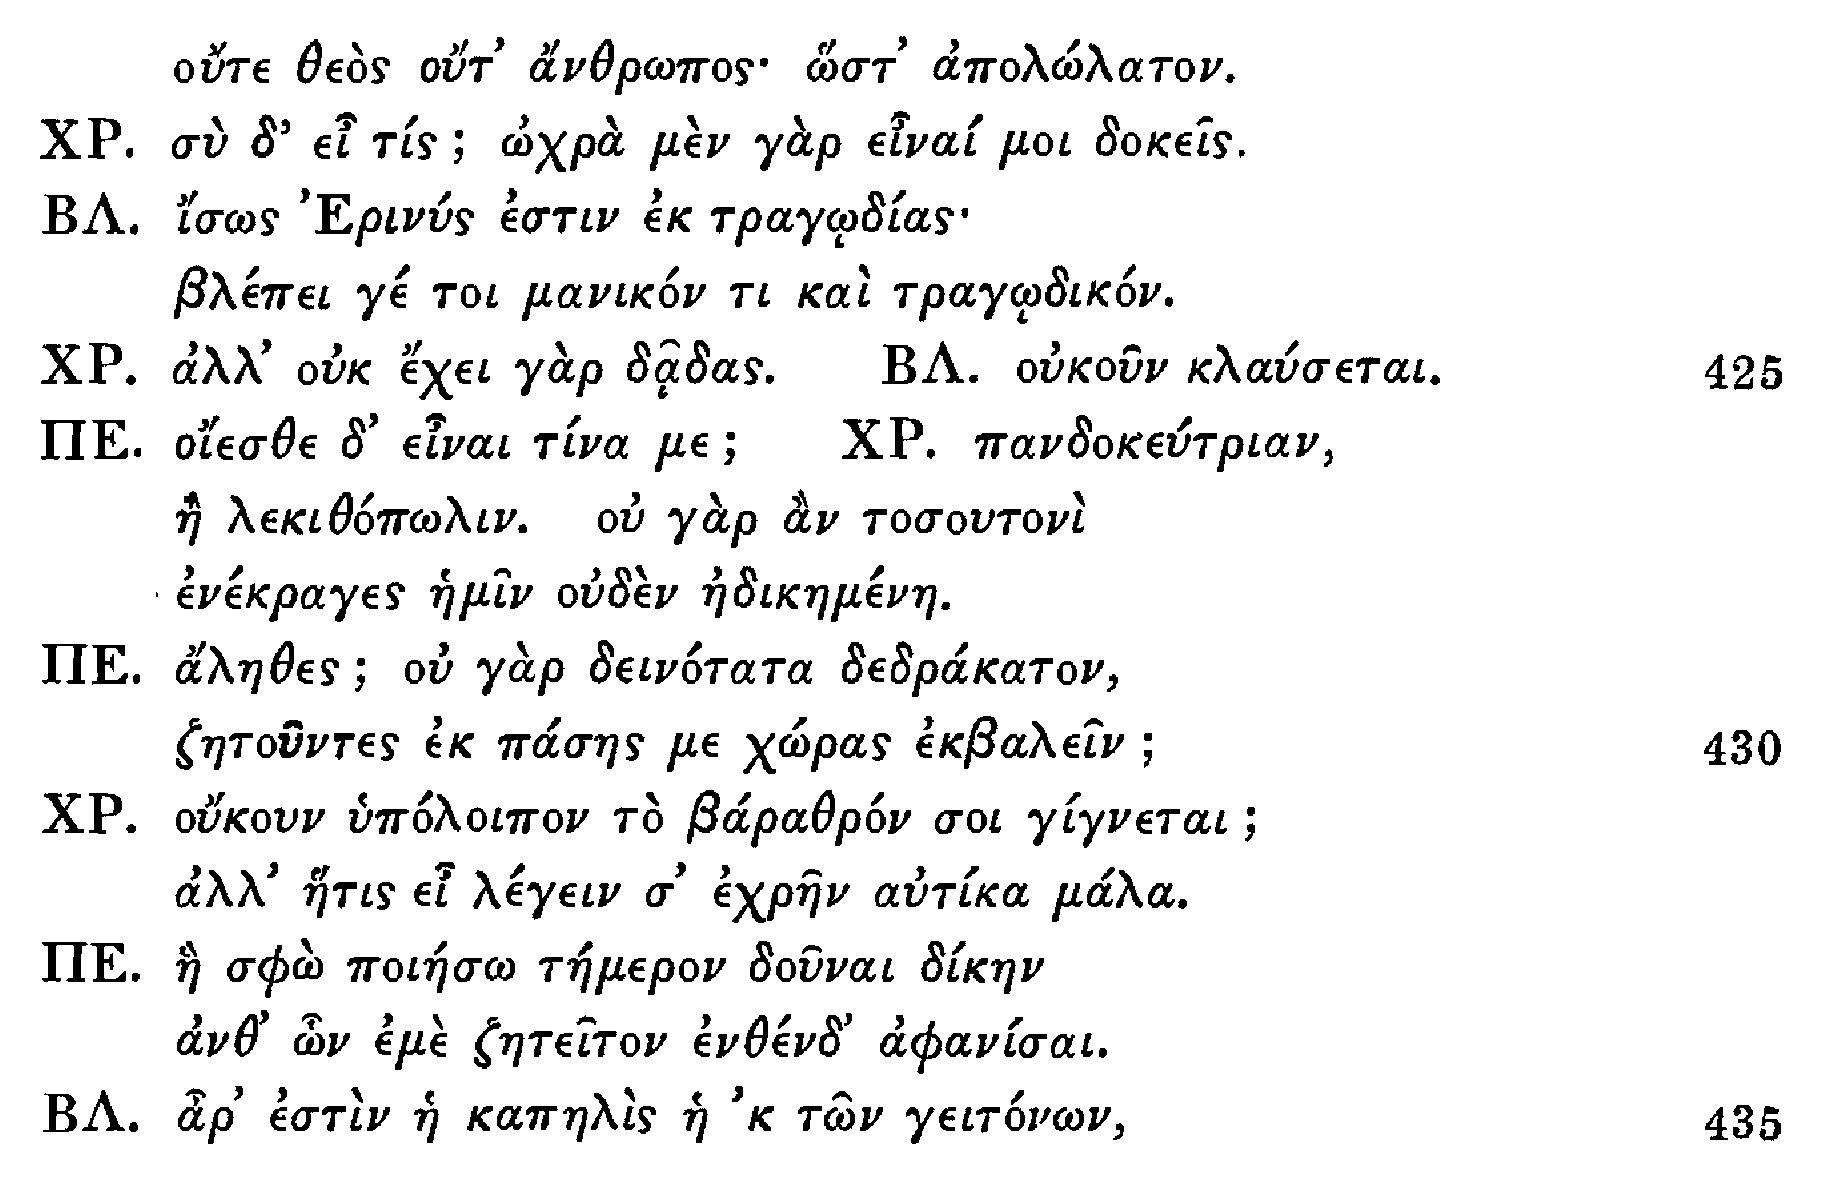 οὔτε θεὸς οὔτ’ ἄνθρωπος· ὥστ’ ἀπολώλατον.
ΧΡ. σὺ δ’ εἶ τίς; ὠχρὰ μὲν γὰρ εἶναί μοι δοκεῖς.
ΒΛ. ἴσως Ἐρινύς ἐστιν ἐκ τραγῳδίας·
βλέπει γέ τοι μανικόν τι καὶ τραγῳδικόν.
ΧΡ. ἀλλ’ οὐκ ἔχει γὰρ δᾷδας. ΒΛ. οὐκοῦν κλαύσεται. 425
ΠΕ. οἴεσθε δ’ εἶναι τίνα με; ΧΡ. πανδοκεύτριαν,
ἢ λεκιθόπωλιν. οὐ γὰρ ἂν τοσουτονὶ
ἐνέκραγες ἡμῖν οὐδὲν ἠδικημένη.
ΠΕ. ἄληθες; οὐ γὰρ δεινότατα δεδράκατον,
ζητοῦντες ἐκ πάσης με χώρας ἐκβαλεῖν; 430
ΧΡ. οὔκουν ὑπόλοιπον τὸ βάραθρόν σοι γίγνεται;
ἀλλ’ ἥτις εἶ λέγειν σ’ ἐχρῆν αὐτίκα μάλα.
ΠΕ. ἣ σφὼ ποιήσω τήμερον δοῦναι δίκην
ἀνθ’ ὧν ἐμὲ ζητεῖτον ἐνθένδ’ ἀφανίσαι.
ΒΛ. ἆρ’ ἐστὶν ἡ καπηλὶς ἡ ’κ τῶν γειτόνων, 435